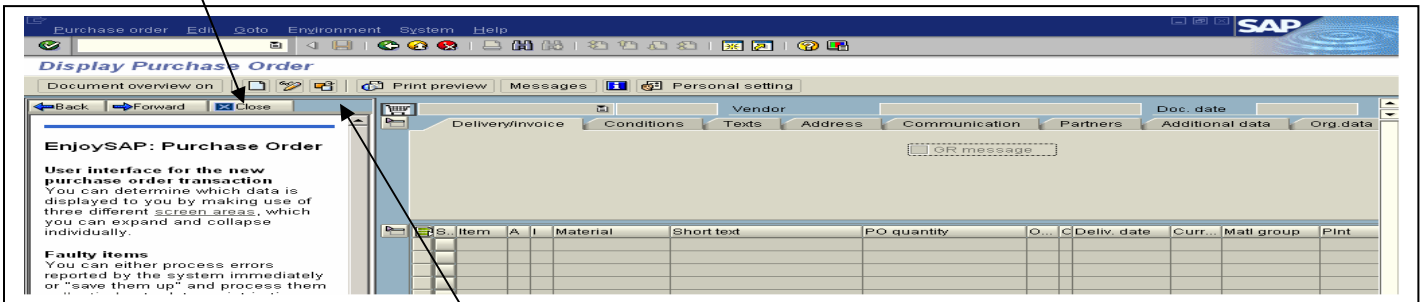 Purchase order Edit Goto Environment System Help
SAP
Display Purchase Order
Document overview on Print preview Messages Personal setting
Back Forward Close
Vendor Doc. date
Delivery/invoice Conditions Texts Address Communication Partners Additional data Org.data
GR message
EnjoySAP: Purchase Order
User interface for the new
purchase order transaction
You can determine which data is
displayed to you by making use of
three different screen areas, which
you can expand and collapse
individually.
S.. Item A I Material Short text PO quantity O... C Deliv. date Curr... Matl group Plnt
Faulty items
You can either process errors
reported by the system immediately
or "save them up" and process them